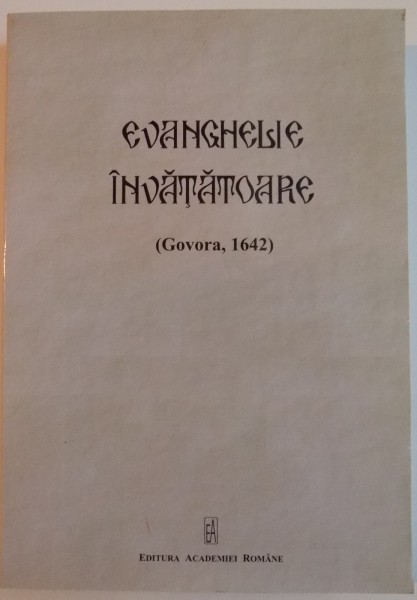 EVANGHELIE
ÎNVĂȚĂTOARE
(Govora, 1642)
EA
EDITURA ACADEMIEI ROMÂNE